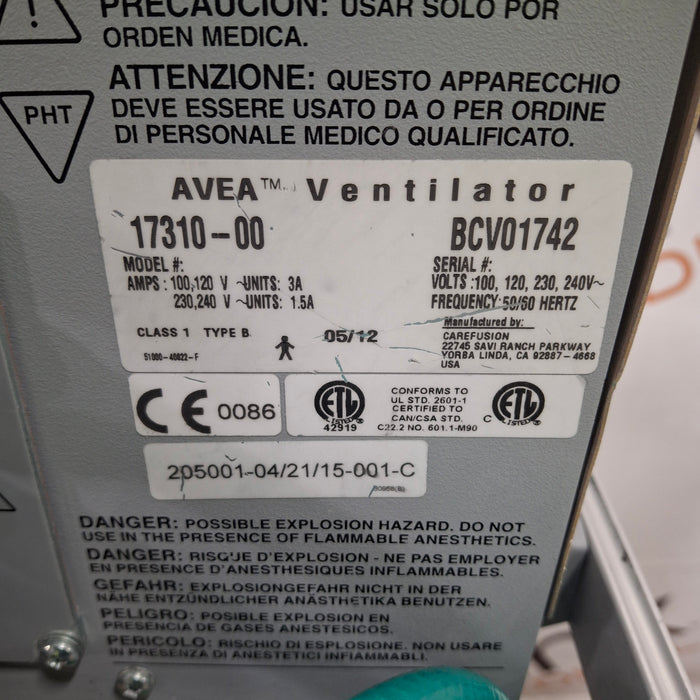 PRECAUCIÓN: USAR SOLO POR
ORDEN MEDICA.
ATTENZIONE: QUESTO APPARECCHIO
DEVE ESSERE USATO DA O PER ORDINE
DI PERSONALE MEDICO QUALIFICATO.
PHT
AVEA™ Ventilator
17310-00 BCV01742
MODEL #: SERIAL #:
AMPS: 100,120 V ~UNITS: 3A VOLTS: 100, 120, 230, 240V~
230,240 V ~UNITS: 1.5A FREQUENCY: 50/60 HERTZ
CLASS 1 TYPE B 05/12 Manufactured by:
CAREFUSION
22745 SAVI RANCH PARKWAY
51000-40022-F YORBA LINDA, CA 92887-4668
USA
CE 0086
ETL LISTED
42919
CONFORMS TO
UL STD. 2601-1
CERTIFIED TO
CAN/CSA STD.
C22.2 NO. 601.1-M90
C ETL LISTED
205001-04/21/15-001-C
DANGER: POSSIBLE EXPLOSION HAZARD. DO NOT
USE IN THE PRESENCE OF FLAMMABLE ANESTHETICS.
DANGER: RISQUE D'EXPLOSION - NE PAS EMPLOYER
EN PRESENCE D'ANESTHESIQUES INFLAMMABLES.
GEFAHR: EXPLOSIONGEFAHR NICHT IN DER
NÄHE ENTZÜNDLICHER ANÄSTHETIKA BENUTZEN.
PELIGRO: POSIBLE EXPLOSION EN
PRESENCIA DE GASES ANESTESICOS.
PERICOLO: RISCHIO DI ESPLOSIONE. NON USARE
IN PRESENZA DI ANESTETICI INFIAMMABILI.